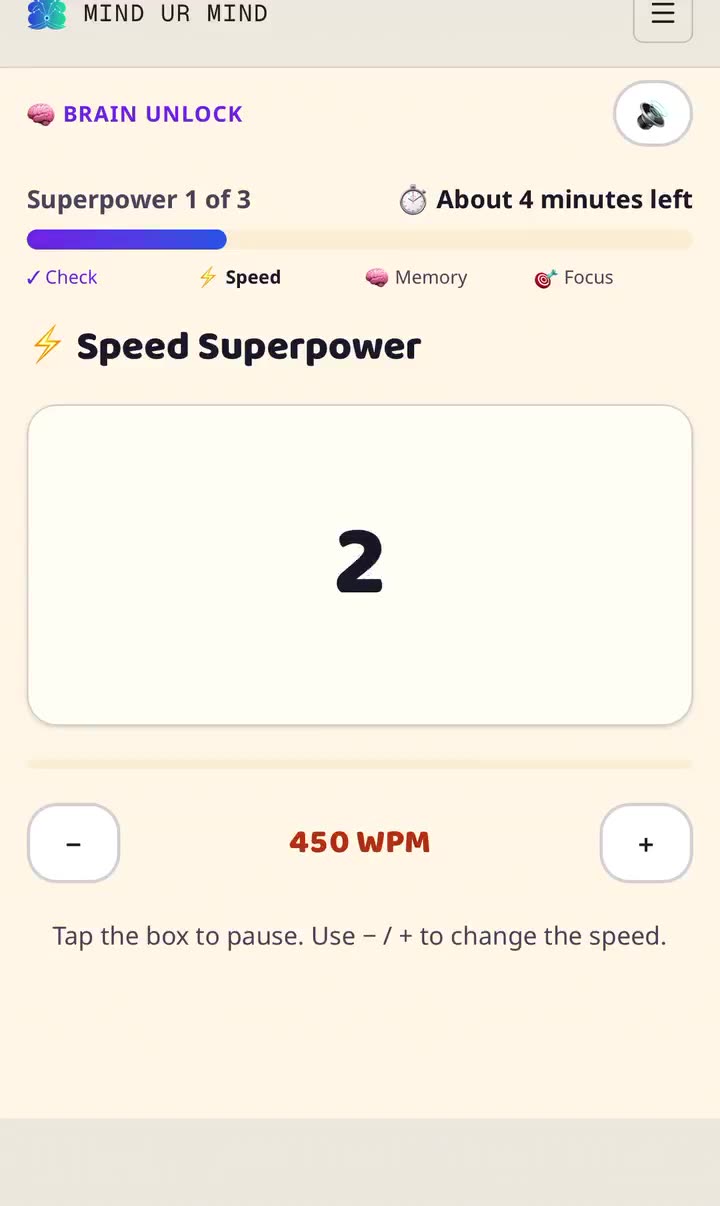 MIND UR MIND
BRAIN UNLOCK
Superpower 1 of 3
About 4 minutes left
✓ Check
Speed
Memory
Focus
Speed Superpower
2
− 450 WPM +
Tap the box to pause. Use − / + to change the speed.